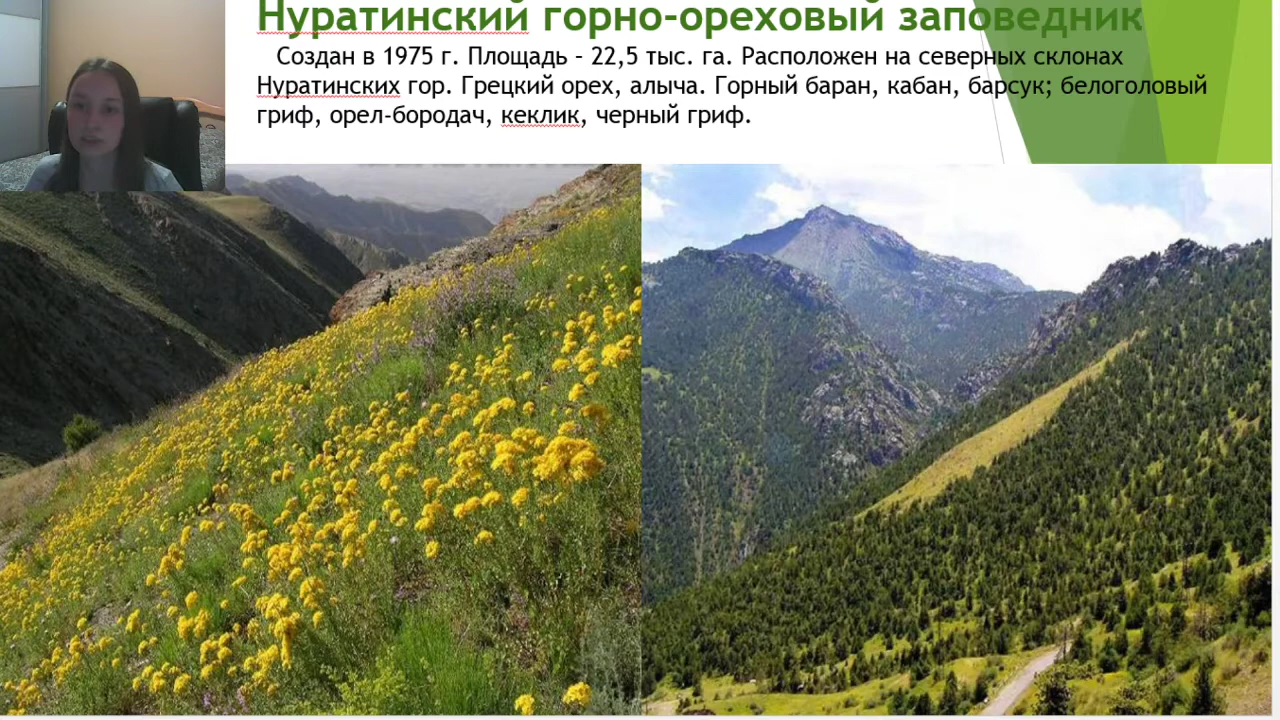 Нуратинский горно-ореховый заповедник
Создан в 1975 г. Площадь – 22,5 тыс. га. Расположен на северных склонах
Нуратинских гор. Грецкий орех, алыча. Горный баран, кабан, барсук; белоголовый
гриф, орел-бородач, кеклик, черный гриф.